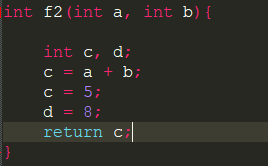 int f2(int a, int b){
int c, d;
c = a + b;
c = 5;
d = 8;
return c;
}